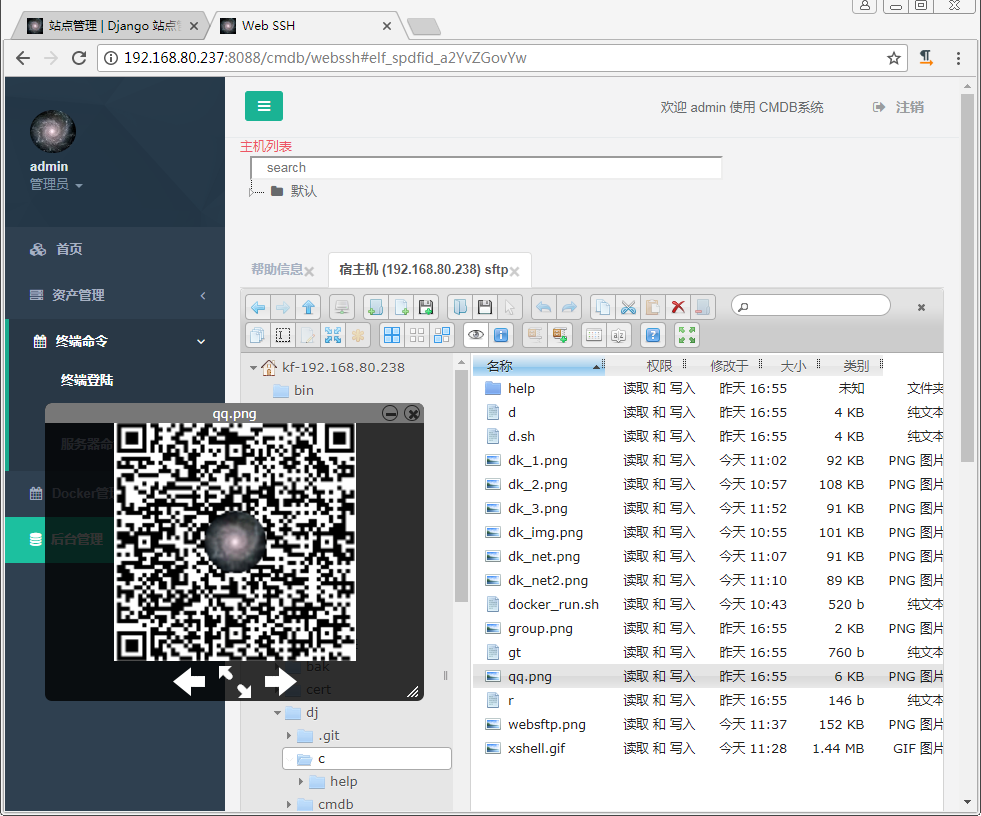 站点管理 | Django 站点
Web SSH
192.168.80.237:8088/cmdb/webssh#elf_spdfid_a2YvZGovYw
admin
管理员
欢迎 admin 使用 CMDB系统
注销
首页
资产管理
终端命令
终端登陆
服务器命
Docker管
后台管理
主机列表
search
默认
帮助信息
宿主机 (192.168.80.238) sftp
kf-192.168.80.238
bin
bak
cert
dj
.git
c
help
cmdb
qq.png
名称 权限 修改于 大小 类别
help 读取 和 写入 昨天 16:55 未知 文件夹
d 读取 和 写入 昨天 16:55 4 KB 纯文本
d.sh 读取 和 写入 昨天 16:55 4 KB 纯文本
dk_1.png 读取 和 写入 今天 11:02 92 KB PNG 图片
dk_2.png 读取 和 写入 今天 10:57 108 KB PNG 图片
dk_3.png 读取 和 写入 今天 11:52 91 KB PNG 图片
dk_img.png 读取 和 写入 今天 10:55 101 KB PNG 图片
dk_net.png 读取 和 写入 今天 11:07 91 KB PNG 图片
dk_net2.png 读取 和 写入 今天 11:10 89 KB PNG 图片
docker_run.sh 读取 和 写入 今天 10:43 520 b 纯文本
group.png 读取 和 写入 昨天 16:55 2 KB PNG 图片
gt 读取 和 写入 昨天 16:55 760 b 纯文本
qq.png 读取 和 写入 昨天 16:55 6 KB PNG 图片
r 读取 和 写入 昨天 16:55 146 b 纯文本
websftp.png 读取 和 写入 今天 11:37 152 KB PNG 图片
xshell.gif 读取 和 写入 今天 11:28 1.44 MB GIF 图片